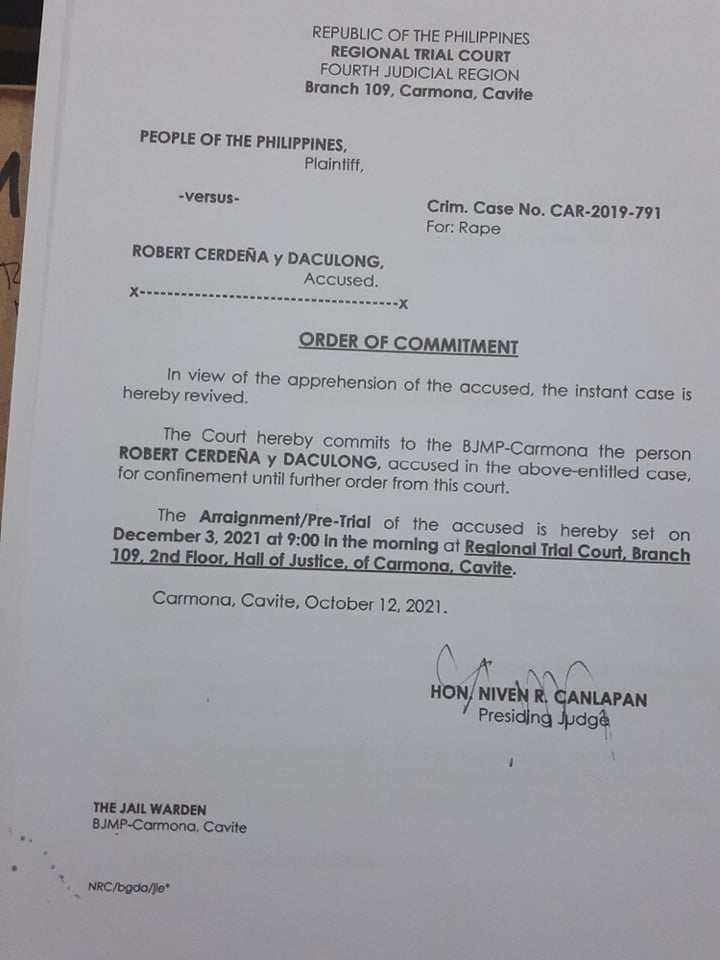 REPUBLIC OF THE PHILIPPINES
REGIONAL TRIAL COURT
FOURTH JUDICIAL REGION
Branch 109, Carmona, Cavite
PEOPLE OF THE PHILIPPINES,
Plaintiff,
-versus-
Crim. Case No. CAR-2019-791
For: Rape
ROBERT CERDEÑA y DACULONG,
Accused.
x--------------------------------------x
ORDER OF COMMITMENT
In view of the apprehension of the accused, the instant case is
hereby revived.
The Court hereby commits to the BJMP-Carmona the person
ROBERT CERDEÑA y DACULONG, accused in the above-entitled case,
for confinement until further order from this court.
The Arraignment/Pre-Trial of the accused is hereby set on
December 3, 2021 at 9:00 in the morning at Regional Trial Court, Branch
109, 2nd Floor, Hall of Justice, of Carmona, Cavite.
Carmona, Cavite, October 12, 2021.
HON. NIVEN R. CANLAPAN
Presiding Judge
THE JAIL WARDEN
BJMP-Carmona, Cavite
NRC/bgda/jle*